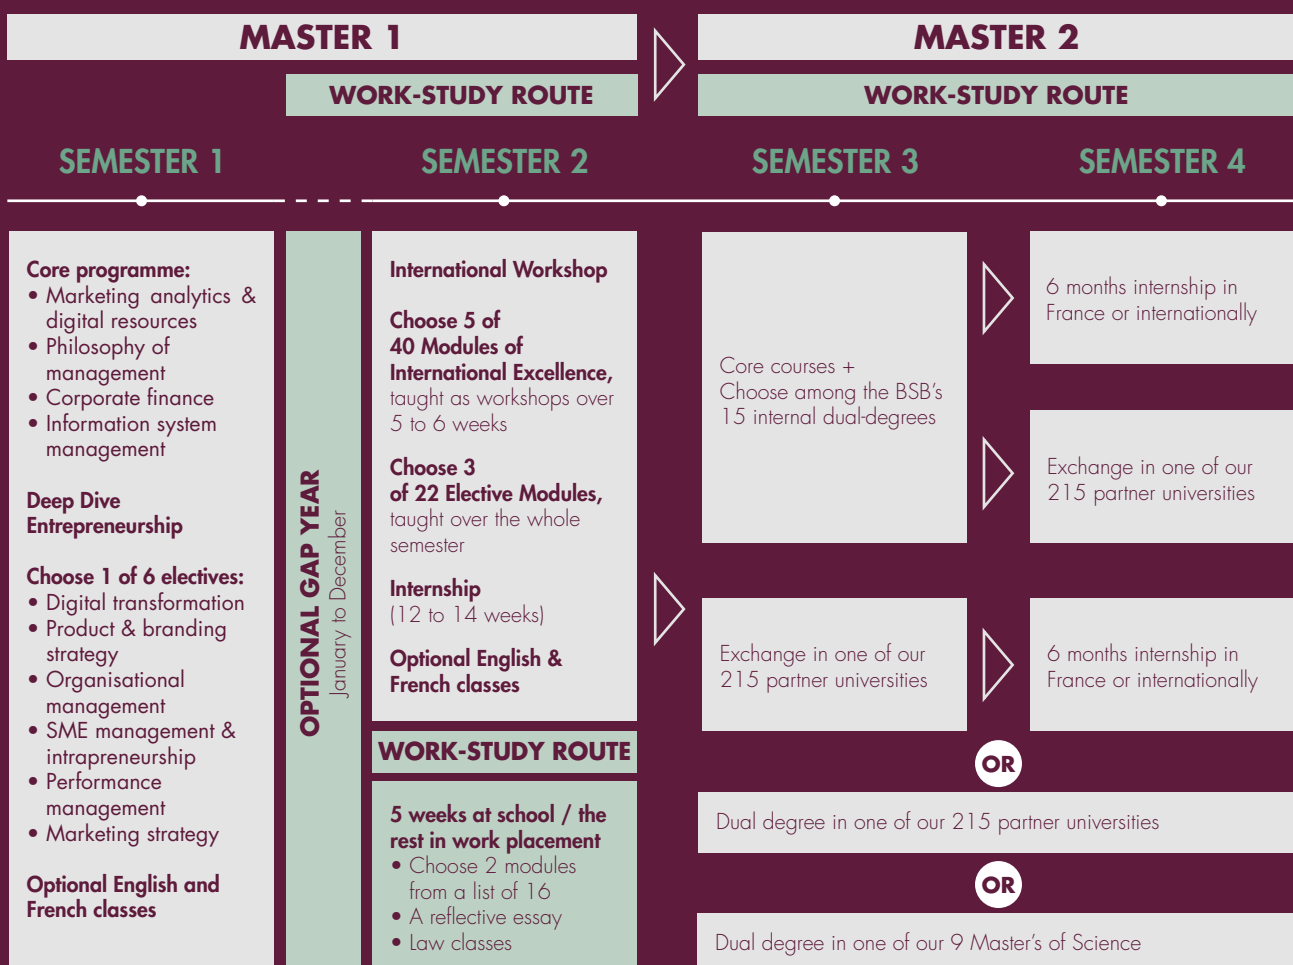 MASTER 1
MASTER 2
WORK-STUDY ROUTE
WORK-STUDY ROUTE
SEMESTER 1
SEMESTER 2
SEMESTER 3
SEMESTER 4
Core programme:
• Marketing analytics &
digital resources
• Philosophy of
management
• Corporate finance
• Information system
management
Deep Dive
Entrepreneurship
Choose 1 of 6 electives:
• Digital transformation
• Product & branding
strategy
• Organisational
management
• SME management &
intrapreneurship
• Performance
management
• Marketing strategy
Optional English and
French classes
OPTIONAL GAP YEAR
January to December
International Workshop
Choose 5 of
40 Modules of
International Excellence,
taught as workshops over
5 to 6 weeks
Choose 3
of 22 Elective Modules,
taught over the whole
semester
Internship
(12 to 14 weeks)
Optional English &
French classes
WORK-STUDY ROUTE
5 weeks at school / the
rest in work placement
• Choose 2 modules
from a list of 16
• A reflective essay
• Law classes
Core courses +
Choose among the BSB's
15 internal dual-degrees
6 months internship in
France or internationally
Exchange in one of our
215 partner universities
Exchange in one of our
215 partner universities
6 months internship in
France or internationally
OR
Dual degree in one of our 215 partner universities
OR
Dual degree in one of our 9 Master's of Science